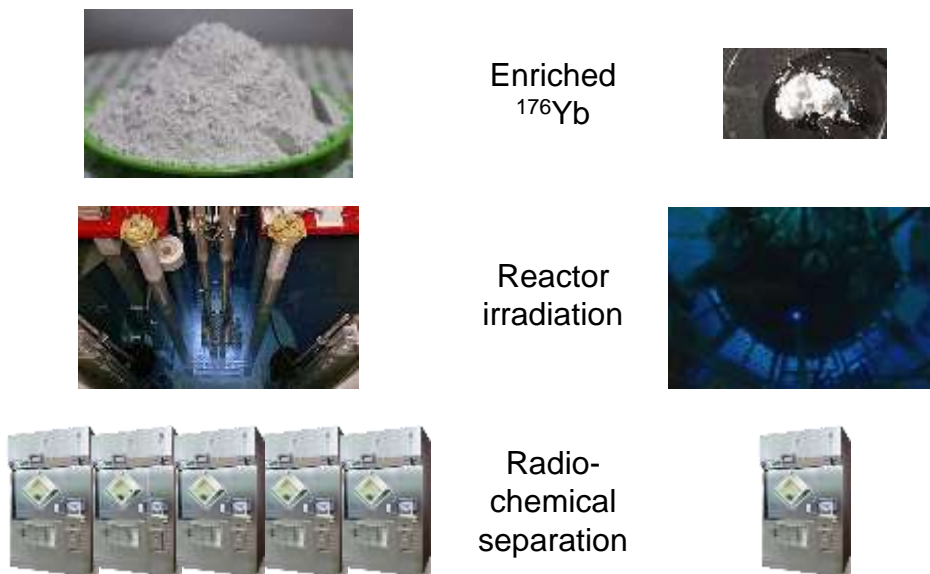 Enriched
¹⁷⁶Yb
Reactor
irradiation
Radio-
chemical
separation